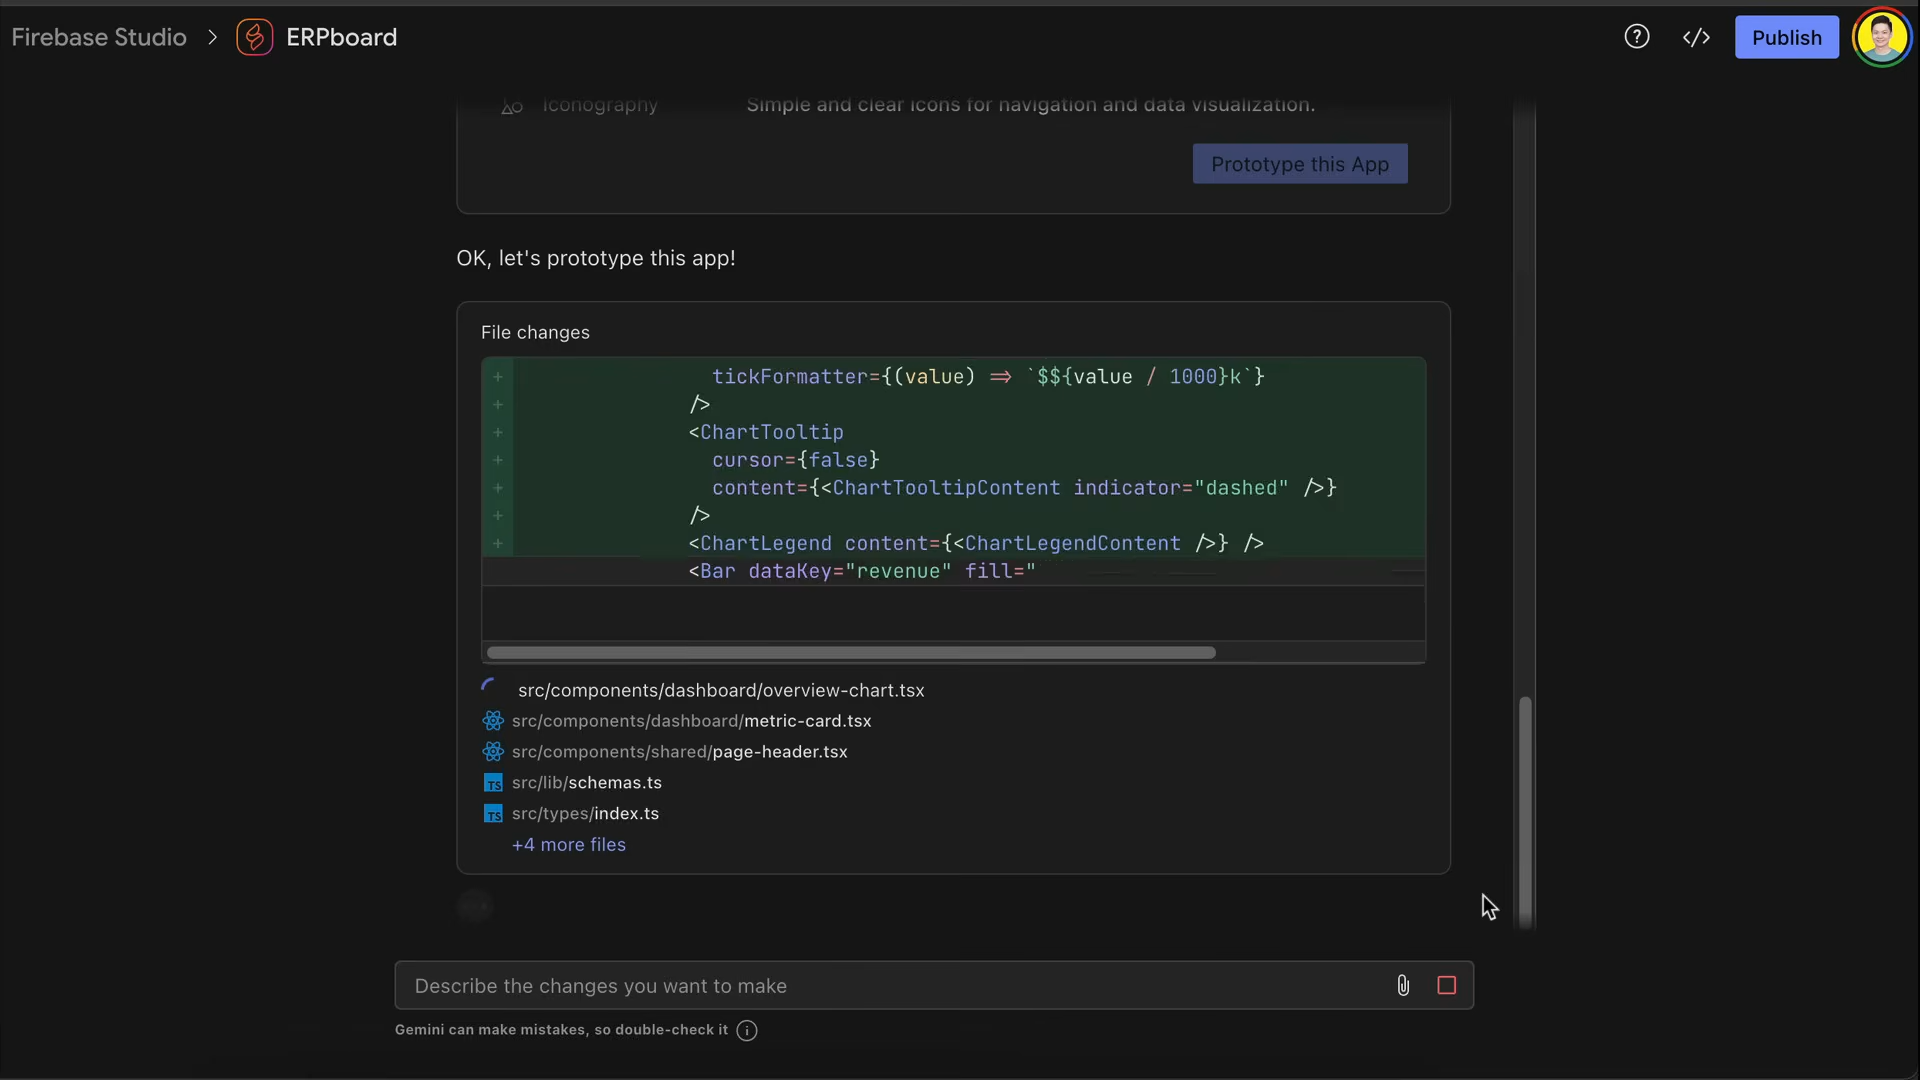 Firebase Studio > ERPboard
</> Publish
Iconography Simple and clear icons for navigation and data visualization.
Prototype this App
OK, let's prototype this app!
File changes
+ tickFormatter={(value) => `$${value / 1000}k`}
+ />
+ <ChartTooltip
+ cursor={false}
+ content={<ChartTooltipContent indicator="dashed" />}
+ />
+ <ChartLegend content={<ChartLegendContent />} />
<Bar dataKey="revenue" fill="
src/components/dashboard/overview-chart.tsx
src/components/dashboard/metric-card.tsx
src/components/shared/page-header.tsx
TS src/lib/schemas.ts
TS src/types/index.ts
+4 more files
Describe the changes you want to make
Gemini can make mistakes, so double-check it